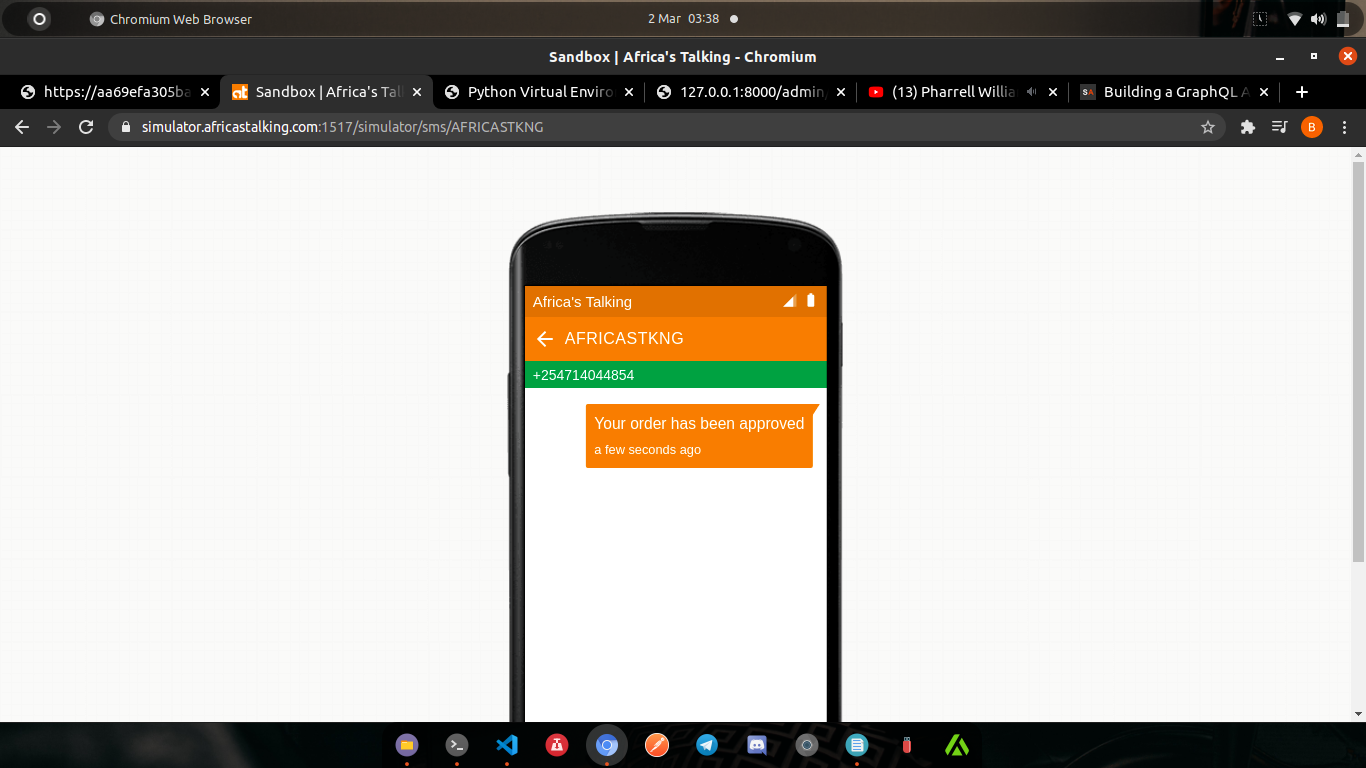 Chromium Web Browser
2 Mar 03:38
Sandbox | Africa's Talking - Chromium
https://aa69efa305ba
Sandbox | Africa's Tal
Python Virtual Enviro
127.0.0.1:8000/admin
(13) Pharrell Willia
SA
Building a GraphQL A
simulator.africastalking.com:1517/simulator/sms/AFRICASTKNG
B
Africa's Talking
AFRICASTKNG
+254714044854
Your order has been approved
a few seconds ago